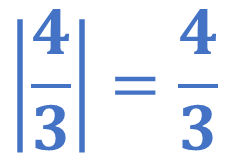 |4/3| = 4/3